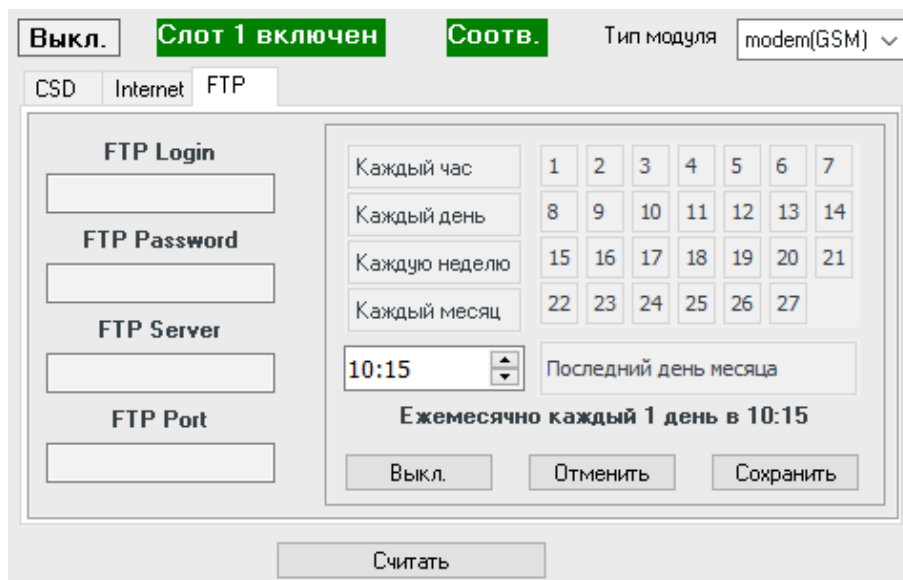 Выкл. Слот 1 включен Соотв. Тип модуля modem(GSM)
CSD Internet FTP
FTP Login
FTP Password
FTP Server
FTP Port
Каждый час 1 2 3 4 5 6 7
Каждый день 8 9 10 11 12 13 14
Каждую неделю 15 16 17 18 19 20 21
Каждый месяц 22 23 24 25 26 27
10:15 Последний день месяца
Ежемесячно каждый 1 день в 10:15
Выкл. Отменить Сохранить
Считать